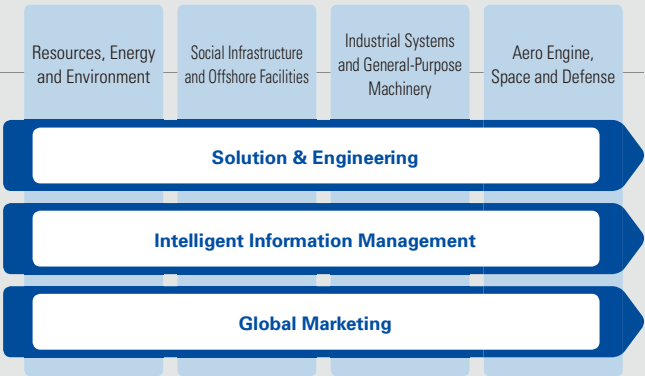 Resources, Energy
and Environment
Social Infrastructure
and Offshore Facilities
Industrial Systems
and General-Purpose
Machinery
Aero Engine,
Space and Defense
Solution & Engineering
Intelligent Information Management
Global Marketing